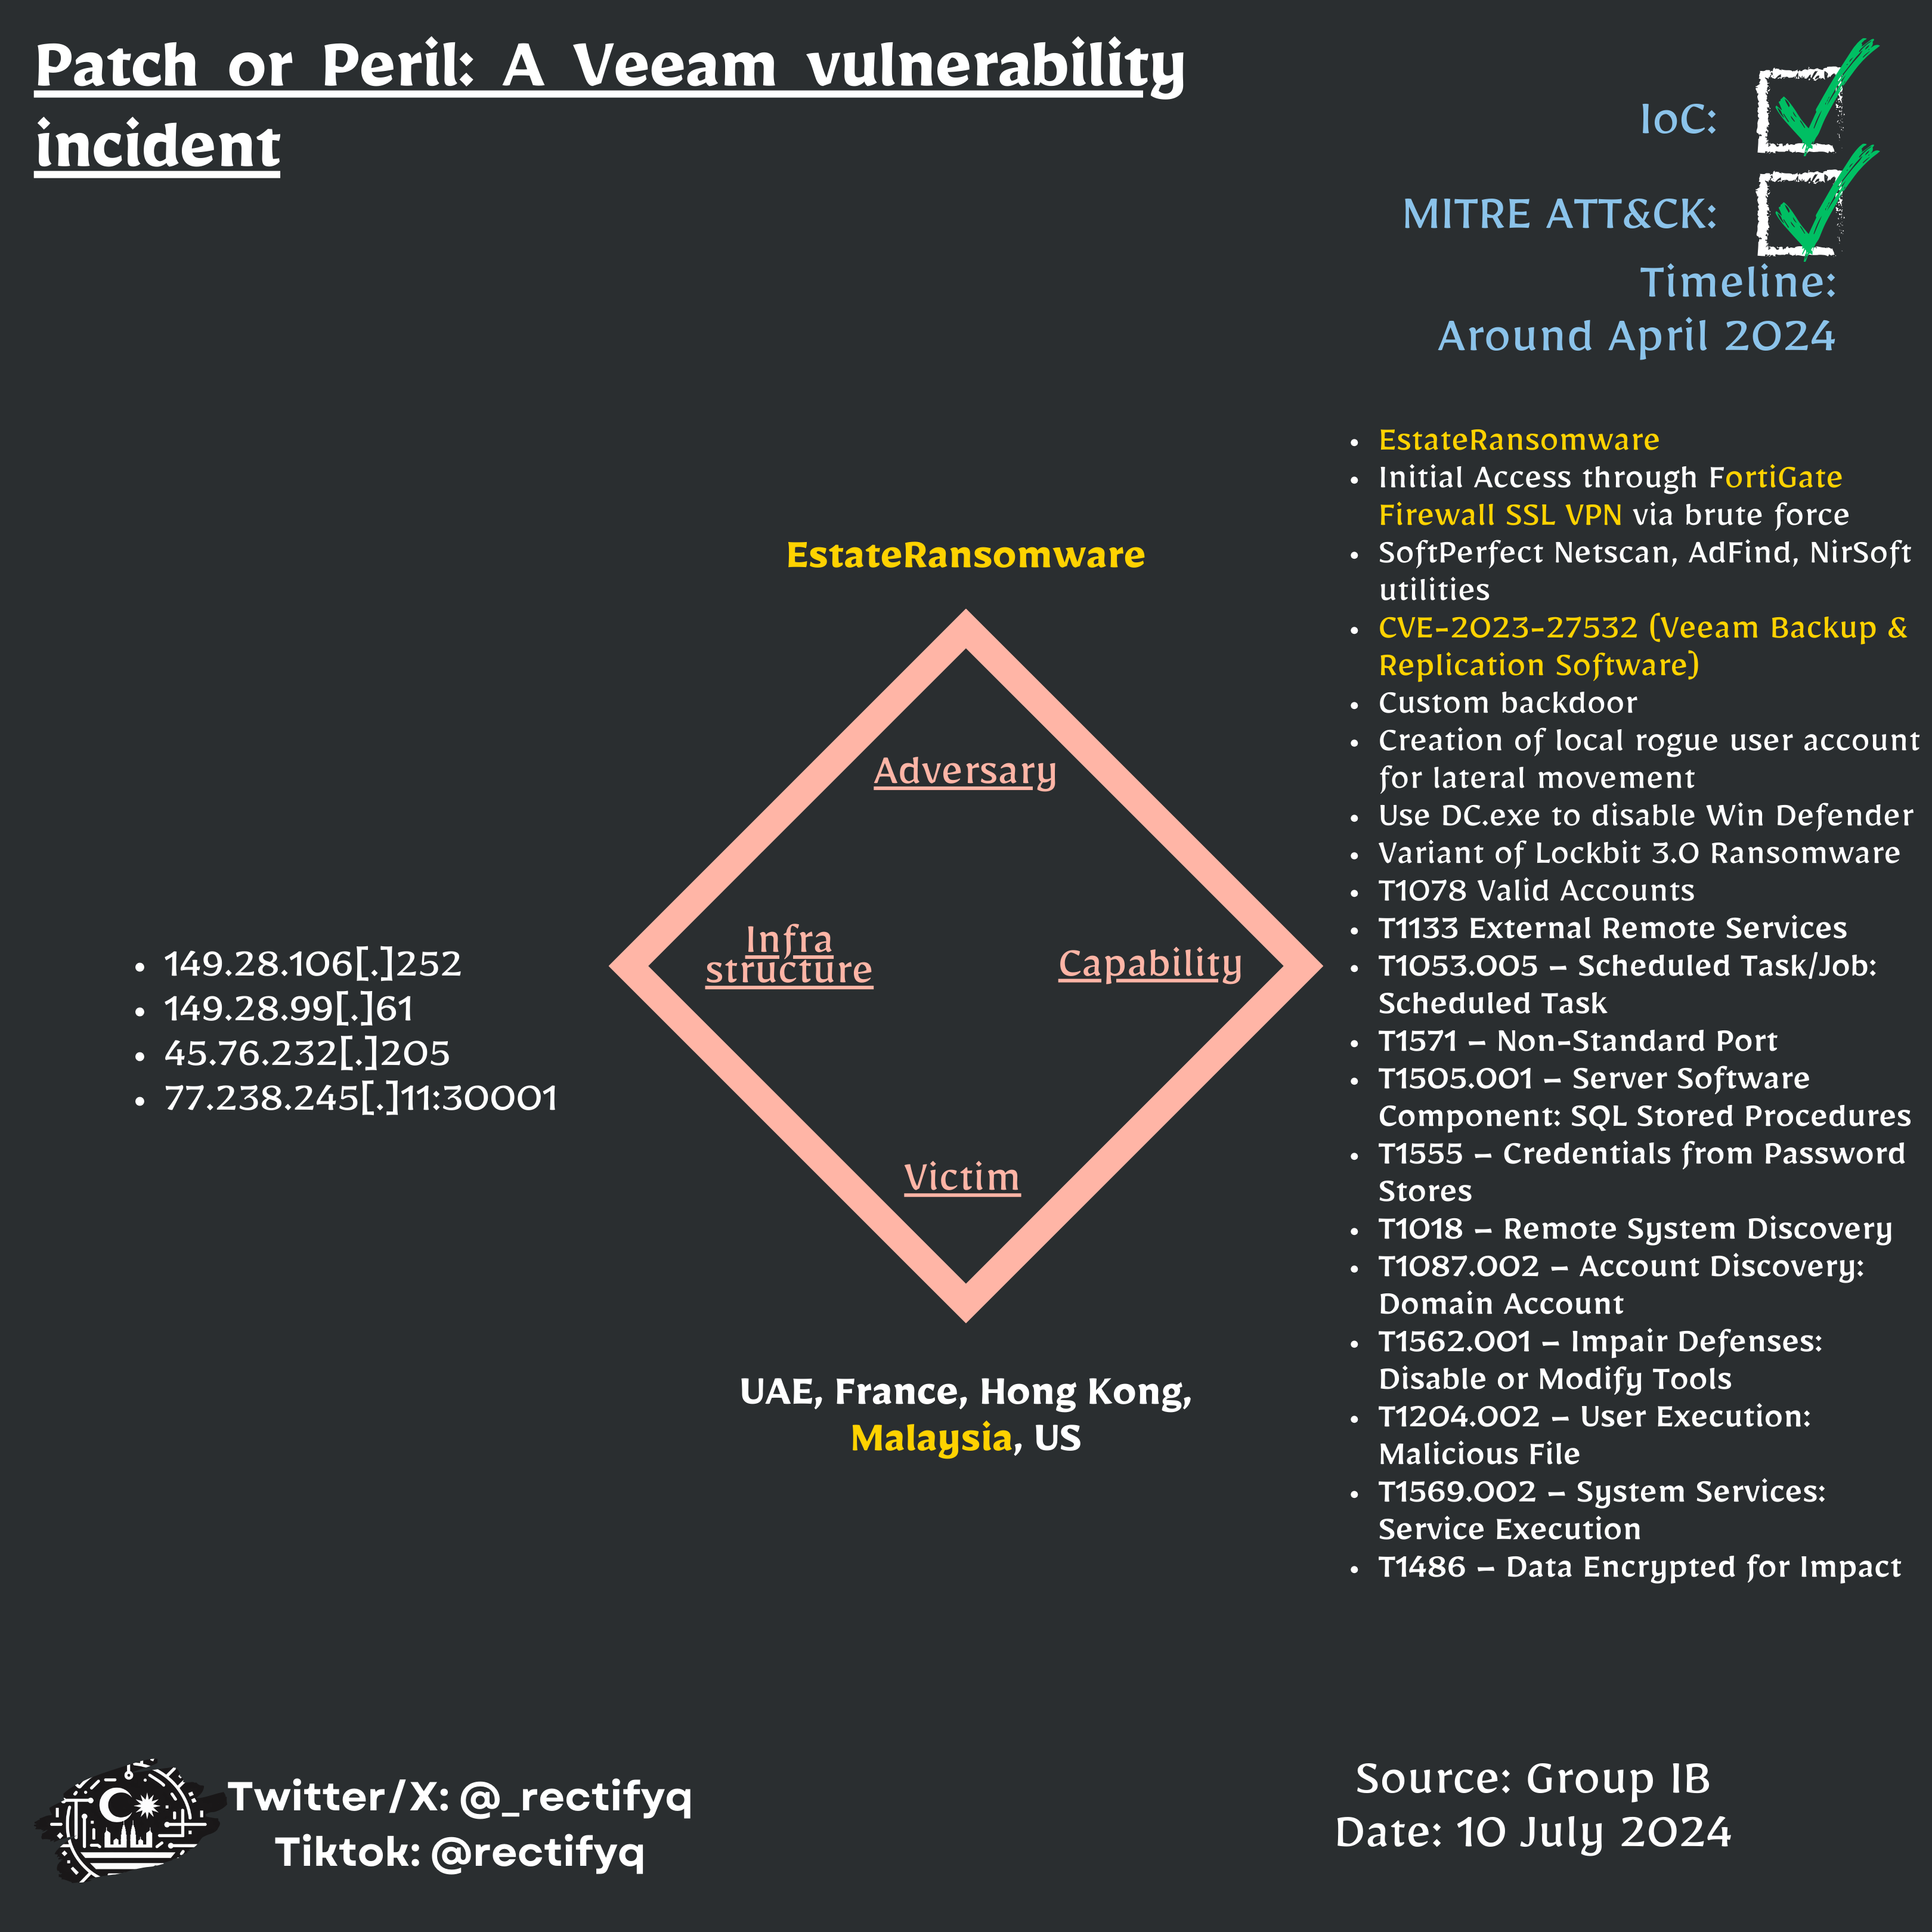 Patch or Peril: A Veeam vulnerability
incident
IoC:
MITRE ATT&CK:
Timeline:
Around April 2024
EstateRansomware
Adversary
Infra
structure
Capability
Victim
• 149.28.106[.]252
• 149.28.99[.]61
• 45.76.232[.]205
• 77.238.245[.]11:30001
UAE, France, Hong Kong,
Malaysia, US
• EstateRansomware
• Initial Access through FortiGate
Firewall SSL VPN via brute force
• SoftPerfect Netscan, AdFind, NirSoft
utilities
• CVE-2023-27532 (Veeam Backup &
Replication Software)
• Custom backdoor
• Creation of local rogue user account
for lateral movement
• Use DC.exe to disable Win Defender
• Variant of Lockbit 3.0 Ransomware
• T1078 Valid Accounts
• T1133 External Remote Services
• T1053.005 – Scheduled Task/Job:
Scheduled Task
• T1571 – Non-Standard Port
• T1505.001 – Server Software
Component: SQL Stored Procedures
• T1555 – Credentials from Password
Stores
• T1018 – Remote System Discovery
• T1087.002 – Account Discovery:
Domain Account
• T1562.001 – Impair Defenses:
Disable or Modify Tools
• T1204.002 – User Execution:
Malicious File
• T1569.002 – System Services:
Service Execution
• T1486 – Data Encrypted for Impact
Twitter/X: @_rectifyq
Tiktok: @rectifyq
Source: Group IB
Date: 10 July 2024